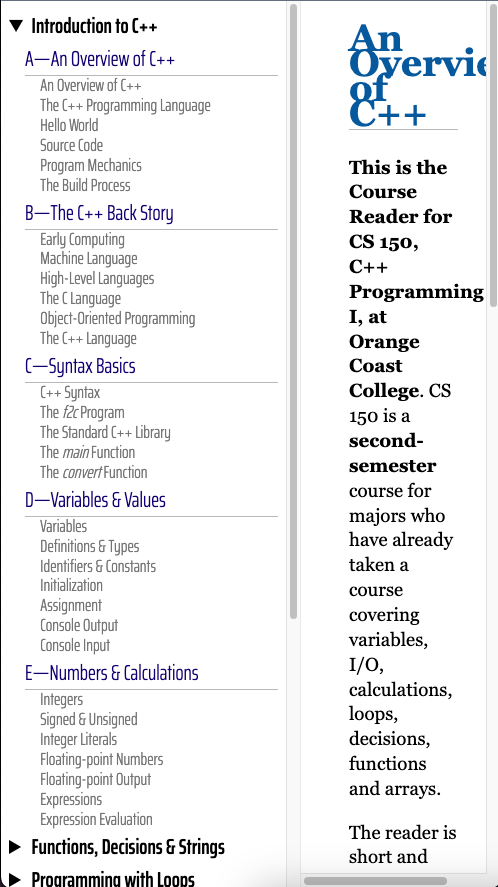 Introduction to C++
A—An Overview of C++
An Overview of C++
The C++ Programming Language
Hello World
Source Code
Program Mechanics
The Build Process
B—The C++ Back Story
Early Computing
Machine Language
High-Level Languages
The C Language
Object-Oriented Programming
The C++ Language
C—Syntax Basics
C++ Syntax
The f2c Program
The Standard C++ Library
The main Function
The convert Function
D—Variables & Values
Variables
Definitions & Types
Identifiers & Constants
Initialization
Assignment
Console Output
Console Input
E—Numbers & Calculations
Integers
Signed & Unsigned
Integer Literals
Floating-point Numbers
Floating-point Output
Expressions
Expression Evaluation
Functions, Decisions & Strings
Programming with Loops
An
Overvie
of
C++
This is the
Course
Reader for
CS 150,
C++
Programming
I, at
Orange
Coast
College. CS
150 is a
second-
semester
course for
majors who
have already
taken a
course
covering
variables,
I/O,
calculations,
loops,
decisions,
functions
and arrays.
The reader is
short and